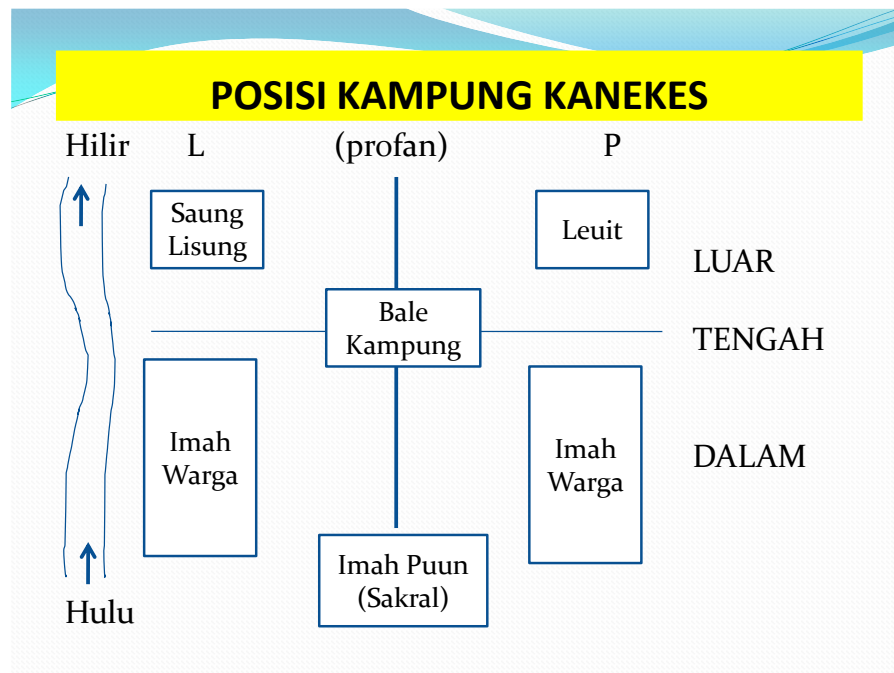 POSISI KAMPUNG KANEKES
Hilir L (profan) P
Saung
Lisung
Leuit
LUAR
Bale
Kampung
TENGAH
Imah
Warga
Imah
Warga
DALAM
Imah Puun
(Sakral)
Hulu